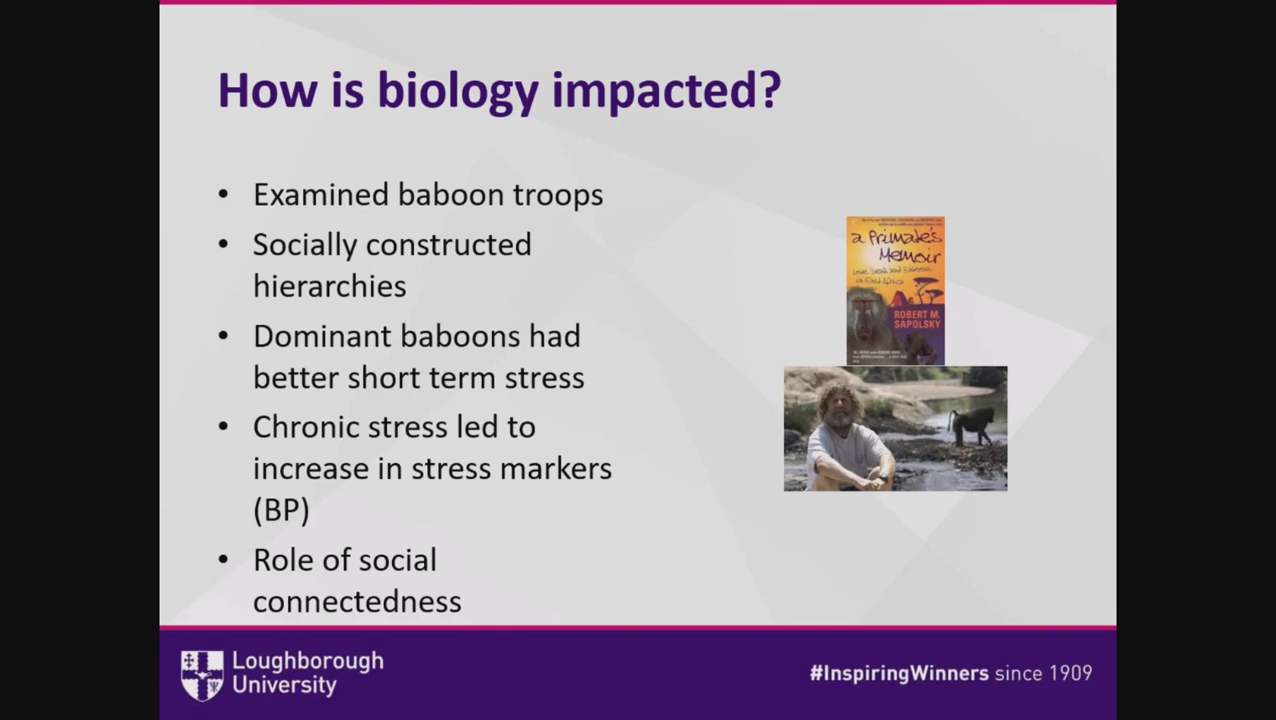 How is biology impacted?
• Examined baboon troops
• Socially constructed
hierarchies
• Dominant baboons had
better short term stress
• Chronic stress led to
increase in stress markers
(BP)
• Role of social
connectedness
a Primate's
Memoir
ROBERT M.
SAPOLSKY
Loughborough
University
#InspiringWinners since 1909